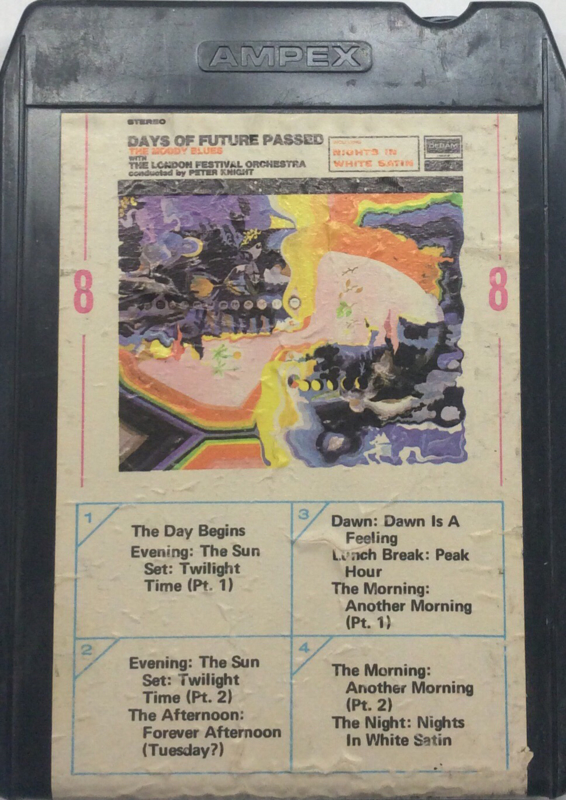 AMPEX
STEREO
DAYS OF FUTURE PASSED
THE MOODY BLUES
WITH
THE LONDON FESTIVAL ORCHESTRA
conducted by PETER KNIGHT
NIGHTS IN
WHITE SATIN
DERAM
8
8
1
The Day Begins
Evening: The Sun
Set: Twilight
Time (Pt. 1)
2
Evening: The Sun
Set: Twilight
Time (Pt. 2)
The Afternoon:
Forever Afternoon
(Tuesday?)
3
Dawn: Dawn Is A
Feeling
Lunch Break: Peak
Hour
The Morning:
Another Morning
(Pt. 1)
4
The Morning:
Another Morning
(Pt. 2)
The Night: Nights
In White Satin